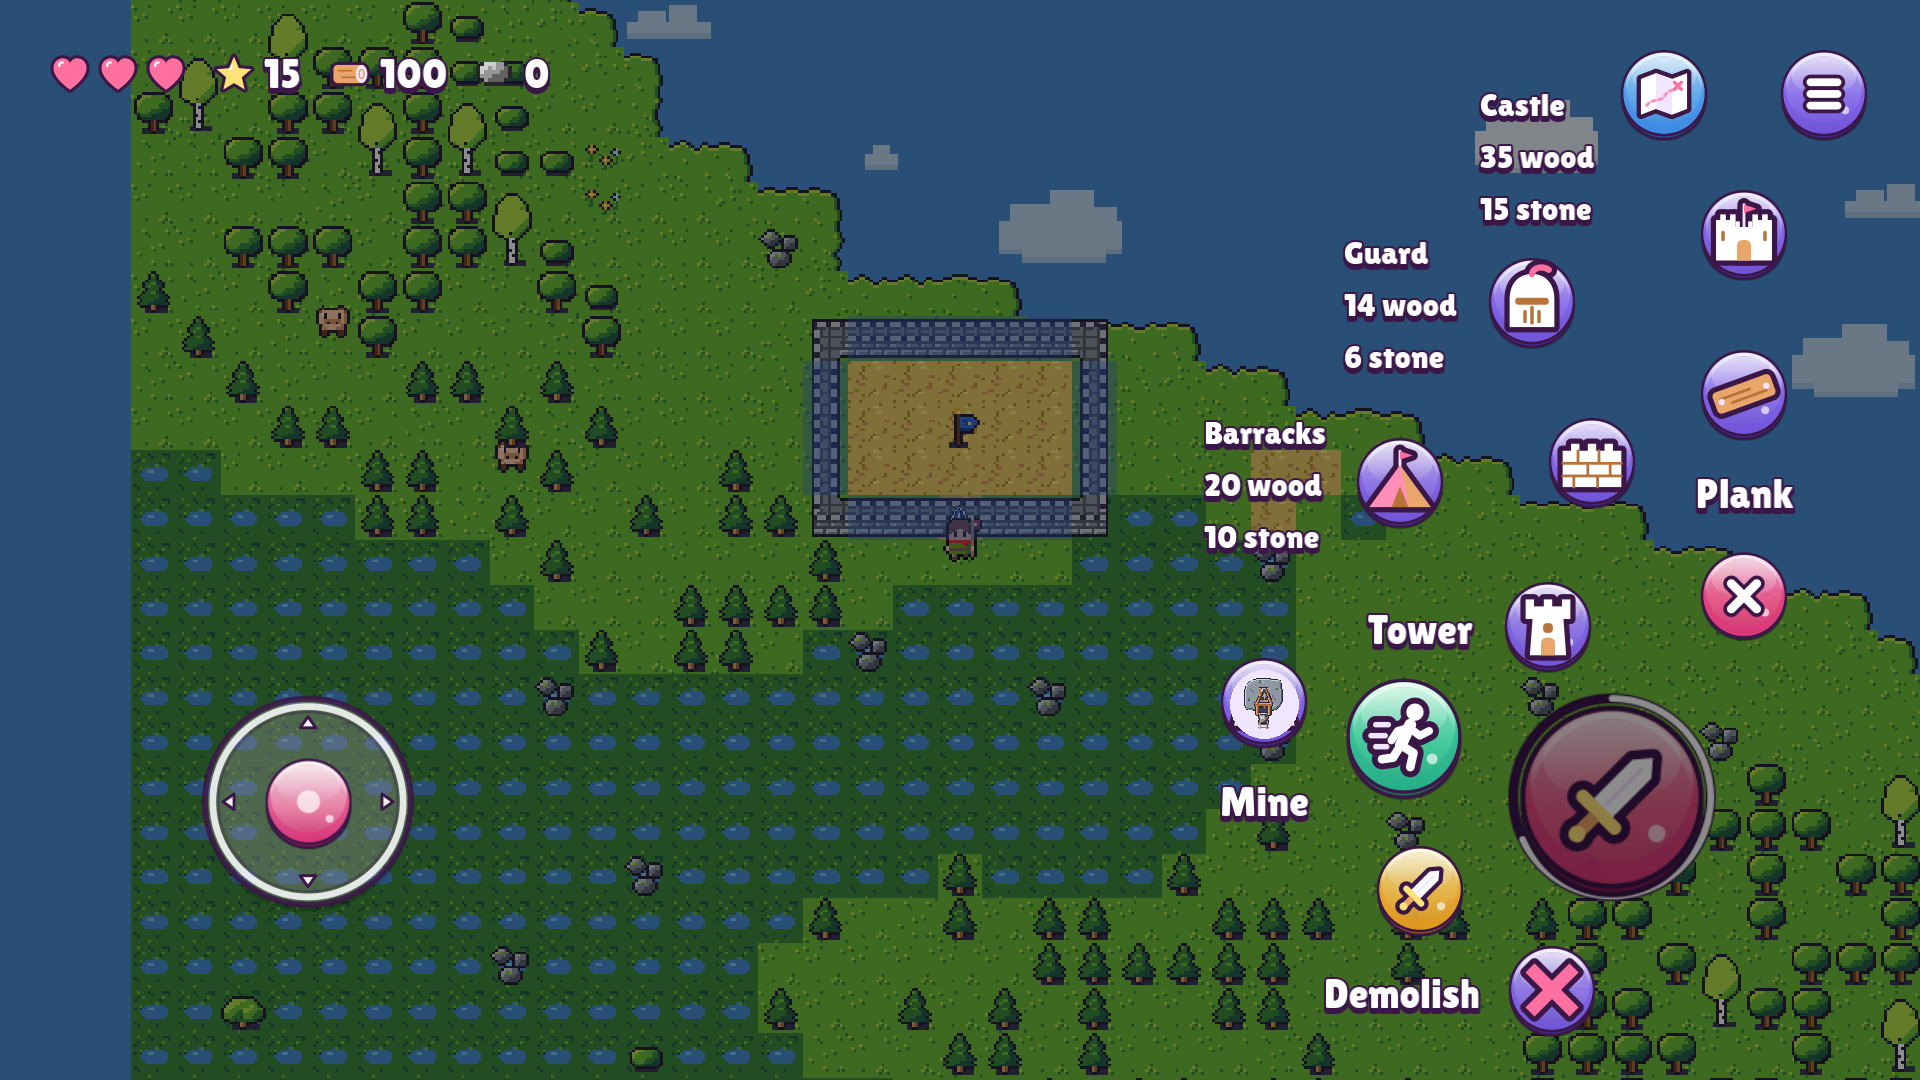 15 100 0
Castle
35 wood
15 stone
Guard
14 wood
6 stone
Barracks
20 wood
10 stone
Plank
Tower
Mine
Demolish